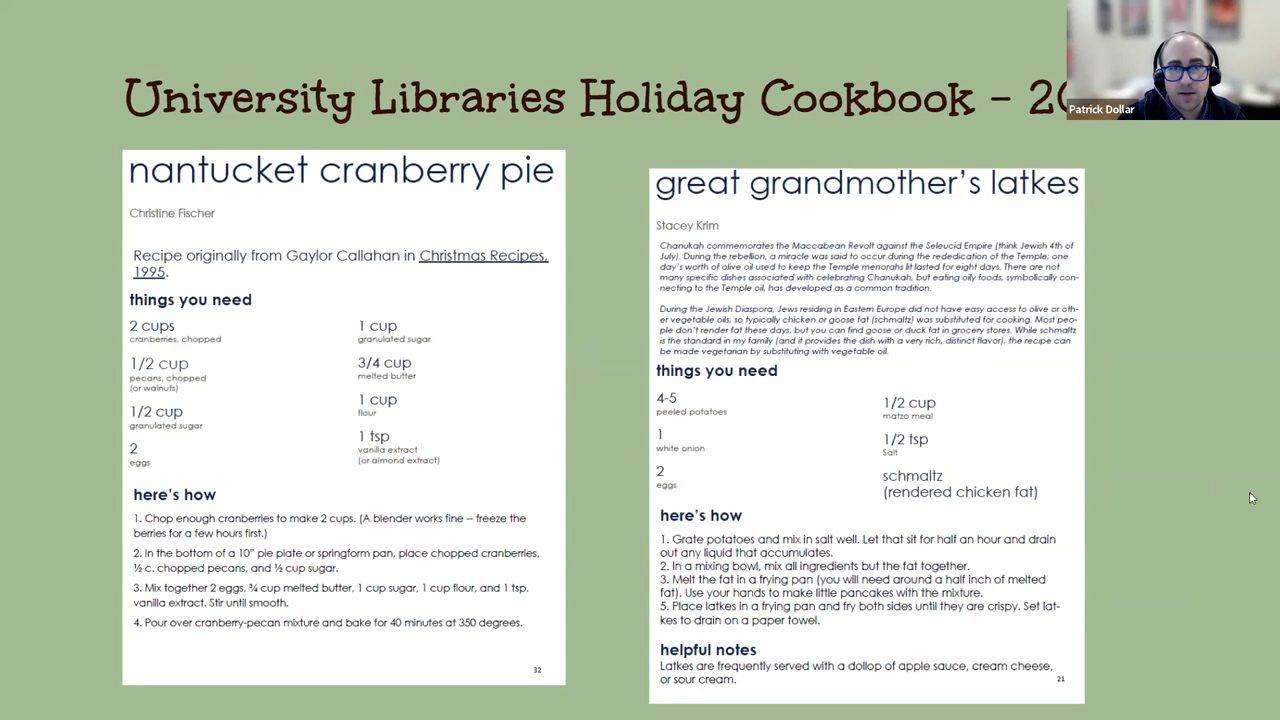 University Libraries Holiday Cookbook - 20
Patrick Dollar
nantucket cranberry pie
Christine Fischer
Recipe originally from Gaylor Callahan in Christmas Recipes,
1995.
things you need
2 cups
cranberries, chopped
1/2 cup
pecans, chopped
(or walnuts)
1/2 cup
granulated sugar
2
eggs
1 cup
granulated sugar
3/4 cup
melted butter
1 cup
flour
1 tsp
vanilla extract
(or almond extract)
here's how
1. Chop enough cranberries to make 2 cups. (A blender works fine -- freeze the
berries for a few hours first.)
2. In the bottom of a 10" pie plate or springform pan, place chopped cranberries,
½ c. chopped pecans, and ½ cup sugar.
3. Mix together 2 eggs, ¾ cup melted butter, 1 cup sugar, 1 cup flour, and 1 tsp.
vanilla extract. Stir until smooth.
4. Pour over cranberry-pecan mixture and bake for 40 minutes at 350 degrees.
32
great grandmother's latkes
Stacey Krim
Chanukah commemorates the Maccabean Revolt against the Seleucid Empire (think Jewish 4th of
July). During the rebellion, a miracle was said to occur during the rededication of the Temple; one
day's worth of olive oil used to keep the Temple menorahs lit lasted for eight days. There are not
many specific dishes associated with celebrating Chanukah, but eating oily foods, symbolically con-
necting to the Temple oil, has developed as a common tradition.
During the Jewish Diaspora, Jews residing in Eastern Europe did not have easy access to olive or oth-
er vegetable oils, so typically chicken or goose fat (schmaltz) was substituted for cooking. Most peo-
ple don't render fat these days, but you can find goose or duck fat in grocery stores. While schmaltz
is the standard in my family (and it provides the dish with a very rich, distinct flavor), the recipe can
be made vegetarian by substituting with vegetable oil.
things you need
4-5
peeled potatoes
1
white onion
2
eggs
1/2 cup
matzo meal
1/2 tsp
Salt
schmaltz
(rendered chicken fat)
here's how
1. Grate potatoes and mix in salt well. Let that sit for half an hour and drain
out any liquid that accumulates.
2. In a mixing bowl, mix all ingredients but the fat together.
3. Melt the fat in a frying pan (you will need around a half inch of melted
fat). Use your hands to make little pancakes with the mixture.
5. Place latkes in a frying pan and fry both sides until they are crispy. Set lat-
kes to drain on a paper towel.
helpful notes
Latkes are frequently served with a dollop of apple sauce, cream cheese,
or sour cream.
21